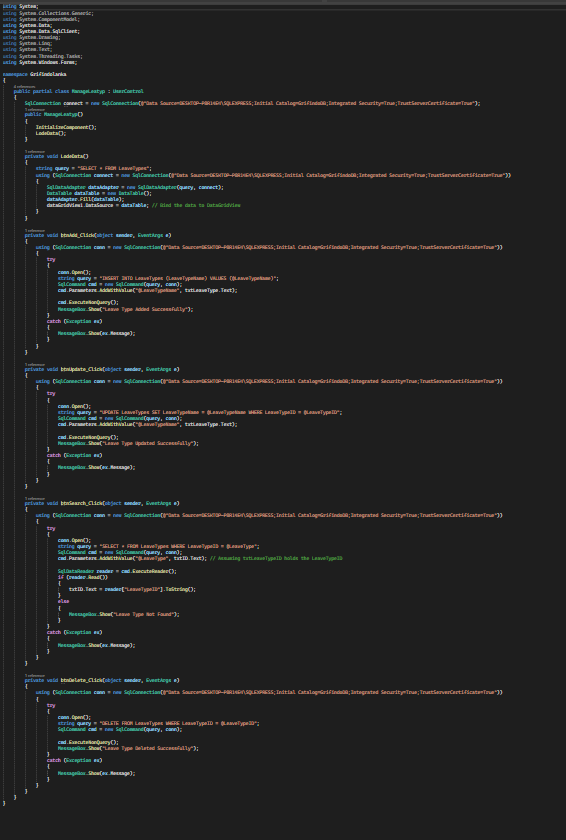 using System;
using System.Collections.Generic;
using System.ComponentModel;
using System.Data;
using System.Data.SqlClient;
using System.Drawing;
using System.Linq;
using System.Text;
using System.Threading.Tasks;
using System.Windows.Forms;
namespace Grifindolanka
{
public partial class ManageLeatyp : UserControl
{
SqlConnection connect = new SqlConnection(@"Data Source=DESKTOP-P0R1H6Y\SQLEXPRESS;Initial Catalog=GrifindoDB;Integrated Security=True;TrustServerCertificate=True");
1 reference
public ManageLeatyp()
{
InitializeComponent();
LodeData();
}
1 reference
private void LodeData()
{
string query = "SELECT * FROM LeaveTypes";
using (SqlConnection connect = new SqlConnection(@"Data Source=DESKTOP-P0R1H6Y\SQLEXPRESS;Initial Catalog=GrifindoDB;Integrated Security=True;TrustServerCertificate=True"))
{
SqlDataAdapter dataAdapter = new SqlDataAdapter(query, connect);
DataTable dataTable = new DataTable();
dataAdapter.Fill(dataTable);
dataGridView1.DataSource = dataTable; // Bind the data to DataGridView
}
}
1 reference
private void btnAdd_Click(object sender, EventArgs e)
{
using (SqlConnection conn = new SqlConnection(@"Data Source=DESKTOP-P0R1H6Y\SQLEXPRESS;Initial Catalog=GrifindoDB;Integrated Security=True;TrustServerCertificate=True"))
{
try
{
conn.Open();
string query = "INSERT INTO LeaveTypes (LeaveTypeName) VALUES (@LeaveTypeName)";
SqlCommand cmd = new SqlCommand(query, conn);
cmd.Parameters.AddWithValue("@LeaveTypeName", txtLeaveType.Text);
cmd.ExecuteNonQuery();
MessageBox.Show("Leave Type Added Successfully");
}
catch (Exception ex)
{
MessageBox.Show(ex.Message);
}
}
}
1 reference
private void btnUpdate_Click(object sender, EventArgs e)
{
using (SqlConnection conn = new SqlConnection(@"Data Source=DESKTOP-P0R1H6Y\SQLEXPRESS;Initial Catalog=GrifindoDB;Integrated Security=True;TrustServerCertificate=True"))
{
try
{
conn.Open();
string query = "UPDATE LeaveTypes SET LeaveTypeName = @LeaveTypeName WHERE LeaveTypeID = @LeaveTypeID";
SqlCommand cmd = new SqlCommand(query, conn);
cmd.Parameters.AddWithValue("@LeaveTypeName", txtLeaveType.Text);
cmd.ExecuteNonQuery();
MessageBox.Show("Leave Type Updated Successfully");
}
catch (Exception ex)
{
MessageBox.Show(ex.Message);
}
}
}
1 reference
private void btnSearch_Click(object sender, EventArgs e)
{
using (SqlConnection conn = new SqlConnection(@"Data Source=DESKTOP-P0R1H6Y\SQLEXPRESS;Initial Catalog=GrifindoDB;Integrated Security=True;TrustServerCertificate=True"))
{
try
{
conn.Open();
string query = "SELECT * FROM LeaveTypes WHERE LeaveTypeID = @LeaveType";
SqlCommand cmd = new SqlCommand(query, conn);
cmd.Parameters.AddWithValue("@LeaveType", txtID.Text); // Assuming txtLeaveTypeID holds the LeaveTypeID
SqlDataReader reader = cmd.ExecuteReader();
if (reader.Read())
{
txtID.Text = reader["LeaveTypeID"].ToString();
}
else
{
MessageBox.Show("Leave Type Not Found");
}
}
catch (Exception ex)
{
MessageBox.Show(ex.Message);
}
}
}
1 reference
private void btnDelete_Click(object sender, EventArgs e)
{
using (SqlConnection conn = new SqlConnection(@"Data Source=DESKTOP-P0R1H6Y\SQLEXPRESS;Initial Catalog=GrifindoDB;Integrated Security=True;TrustServerCertificate=True"))
{
try
{
conn.Open();
string query = "DELETE FROM LeaveTypes WHERE LeaveTypeID = @LeaveTypeID";
SqlCommand cmd = new SqlCommand(query, conn);
cmd.ExecuteNonQuery();
MessageBox.Show("Leave Type Deleted Successfully");
}
catch (Exception ex)
{
MessageBox.Show(ex.Message);
}
}
}
}
}